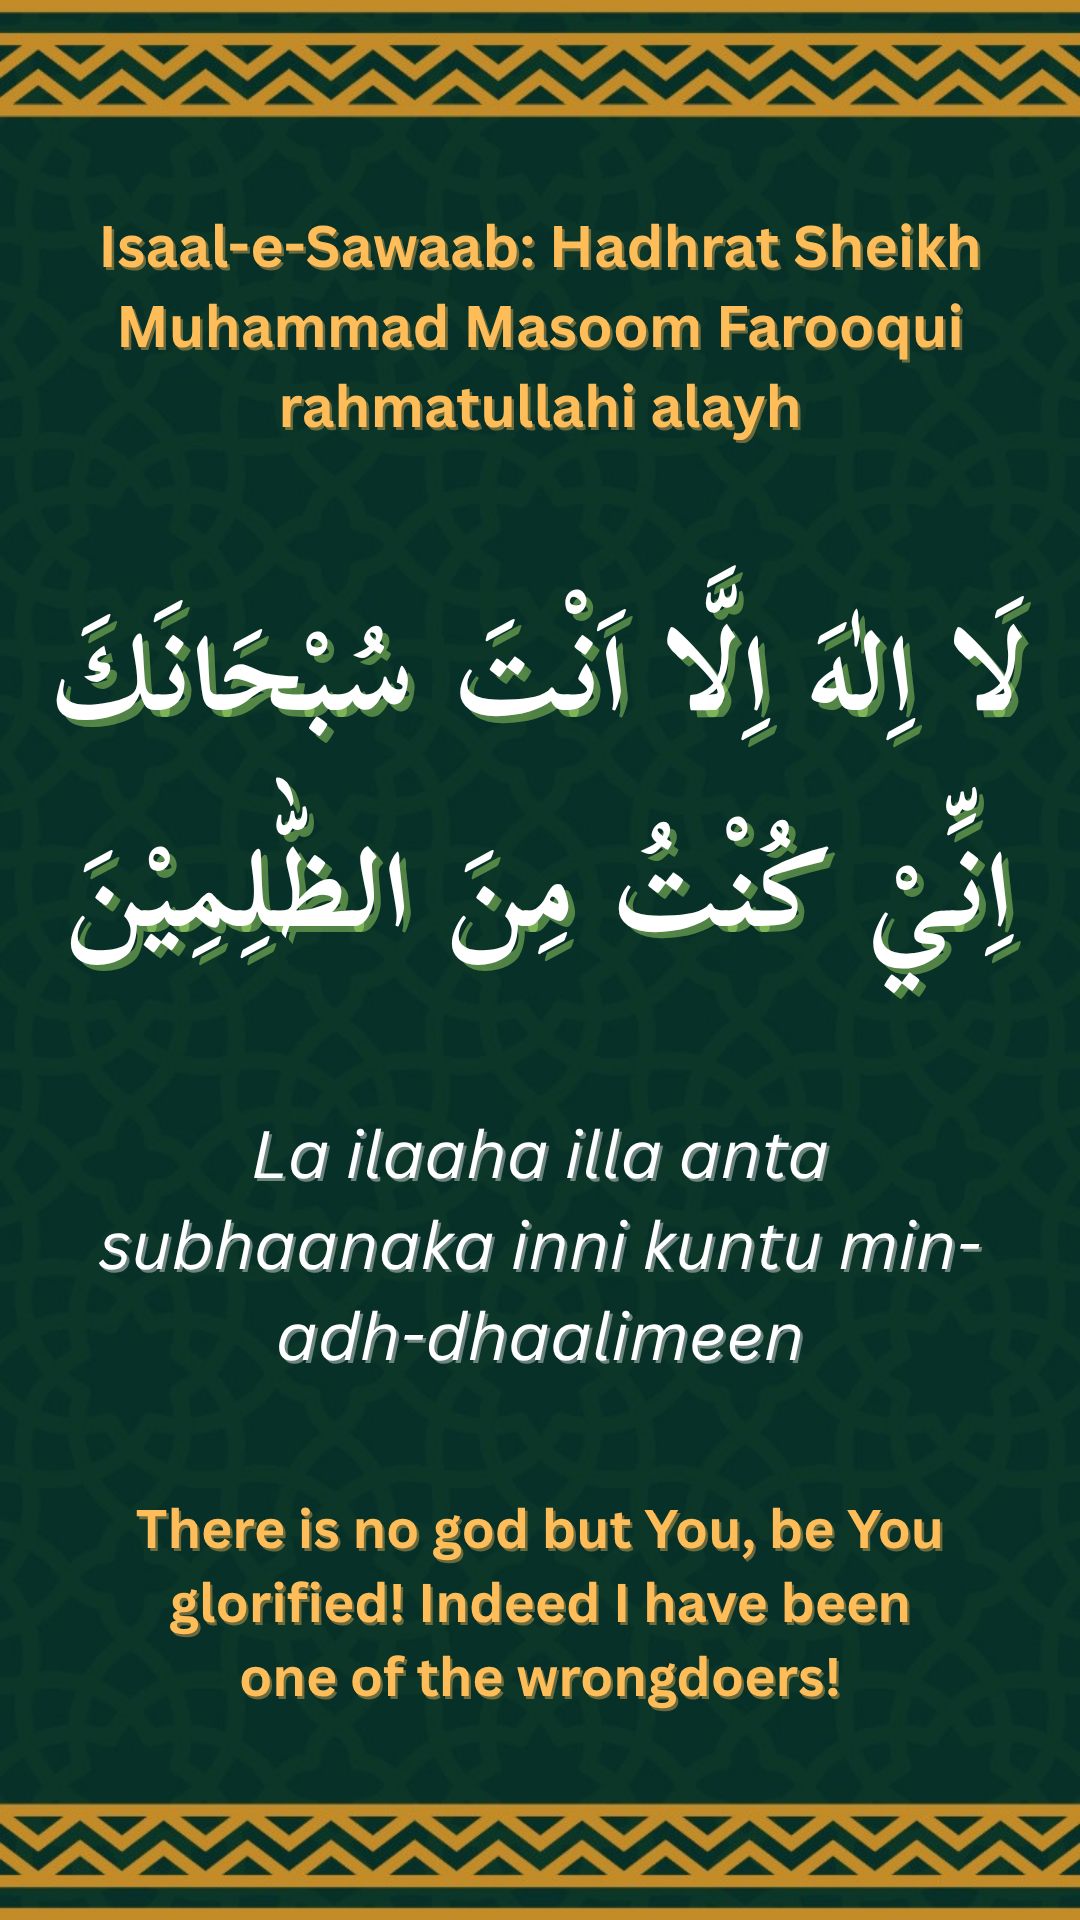 Isaal-e-Sawaab: Hadhrat Sheikh
Muhammad Masoom Farooqui
rahmatullahi alayh
لَا اِلٰهَ اِلَّا اَنْتَ سُبْحَانَكَ
اِنِّيْ كُنْتُ مِنَ الظّٰلِمِيْنَ
La ilaaha illa anta
subhaanaka inni kuntu min-
adh-dhaalimeen
There is no god but You, be You
glorified! Indeed I have been
one of the wrongdoers!